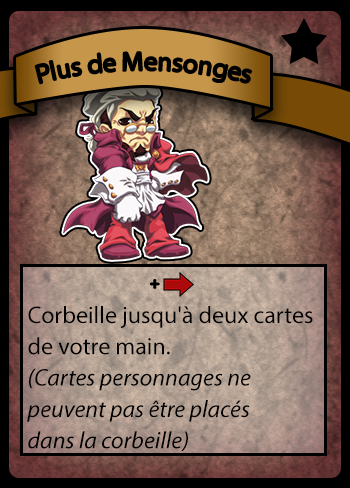 Plus de Mensonges
+
Corbeille jusqu'à deux cartes
de votre main.
(Cartes personnages ne
peuvent pas être placés
dans la corbeille)